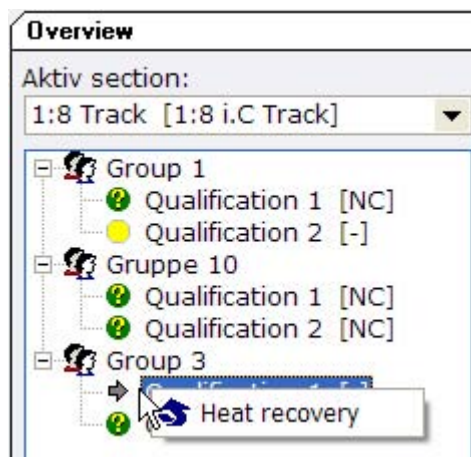 Overview
Aktiv section:
1:8 Track [1:8 i.C Track]
Group 1
Qualification 1 [NC]
Qualification 2 [-]
Gruppe 10
Qualification 1 [NC]
Qualification 2 [NC]
Group 3
Heat recovery